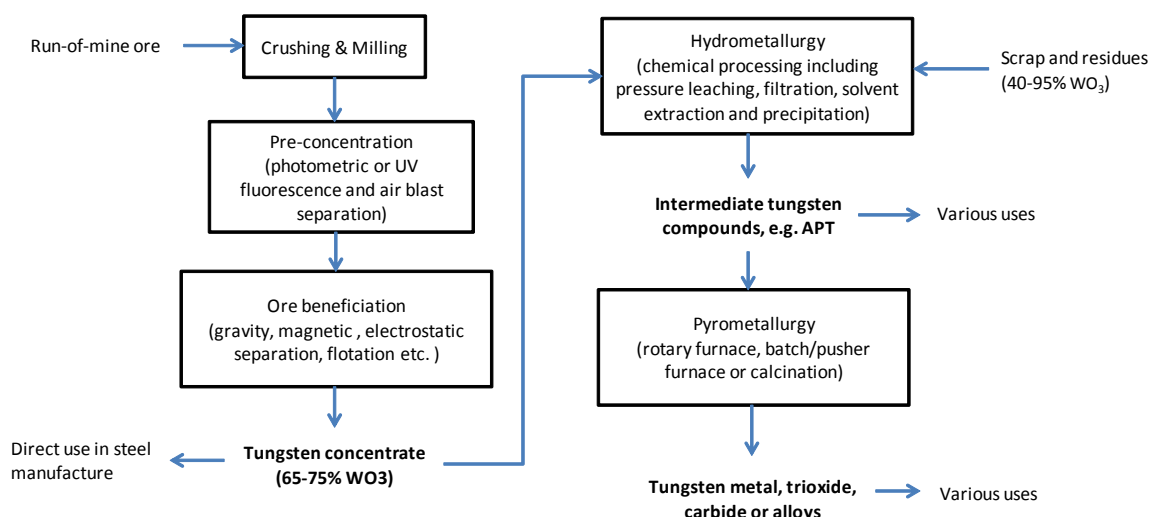 Run-of-mine ore
Crushing & Milling
Pre-concentration
(photometric or UV
fluorescence and air blast
separation)
Ore beneficiation
(gravity, magnetic , electrostatic
separation, flotation etc. )
Direct use in steel
manufacture
Tungsten concentrate
(65-75% WO3)
Hydrometallurgy
(chemical processing including
pressure leaching, filtration, solvent
extraction and precipitation)
Scrap and residues
(40-95% WO₃)
Intermediate tungsten
compounds, e.g. APT
Various uses
Pyrometallurgy
(rotary furnace, batch/pusher
furnace or calcination)
Tungsten metal, trioxide,
carbide or alloys
Various uses